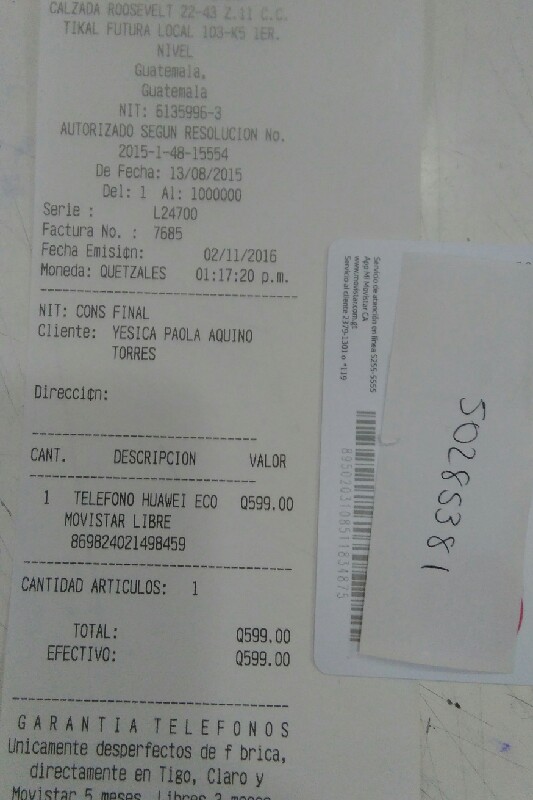 CALZADA ROOSEVELT 22-43 Z.11 C.C.
TIKAL FUTURA LOCAL 103-K5 1ER.
NIVEL
Guatemala,
Guatemala
NIT: 6135996-3
AUTORIZADO SEGUN RESOLUCION No.
2015-1-48-15554
De Fecha: 13/08/2015
Del: 1 Al: 1000000
Serie : L24700
Factura No. : 7685
Fecha Emisi¢n: 02/11/2016
Moneda: QUETZALES 01:17:20 p.m.
NIT: CONS FINAL
Cliente: YESICA PAOLA AQUINO
TORRES
Direcci¢n:
CANT. DESCRIPCION VALOR
1 TELEFONO HUAWEI ECO Q599.00
MOVISTAR LIBRE
869824021498459
CANTIDAD ARTICULOS: 1
TOTAL: Q599.00
EFECTIVO: Q599.00
GARANTIA TELEFONOS
Unicamente desperfectos de f brica,
directamente en Tigo, Claro y
Movistar 5 meses, Libres 3 meses
Servicio de atención en línea 5255-5555
App Mi Movistar CA
www.movistar.com.gt
Servicio al cliente 2379-1301 o *119
8950203108511834875
50285381